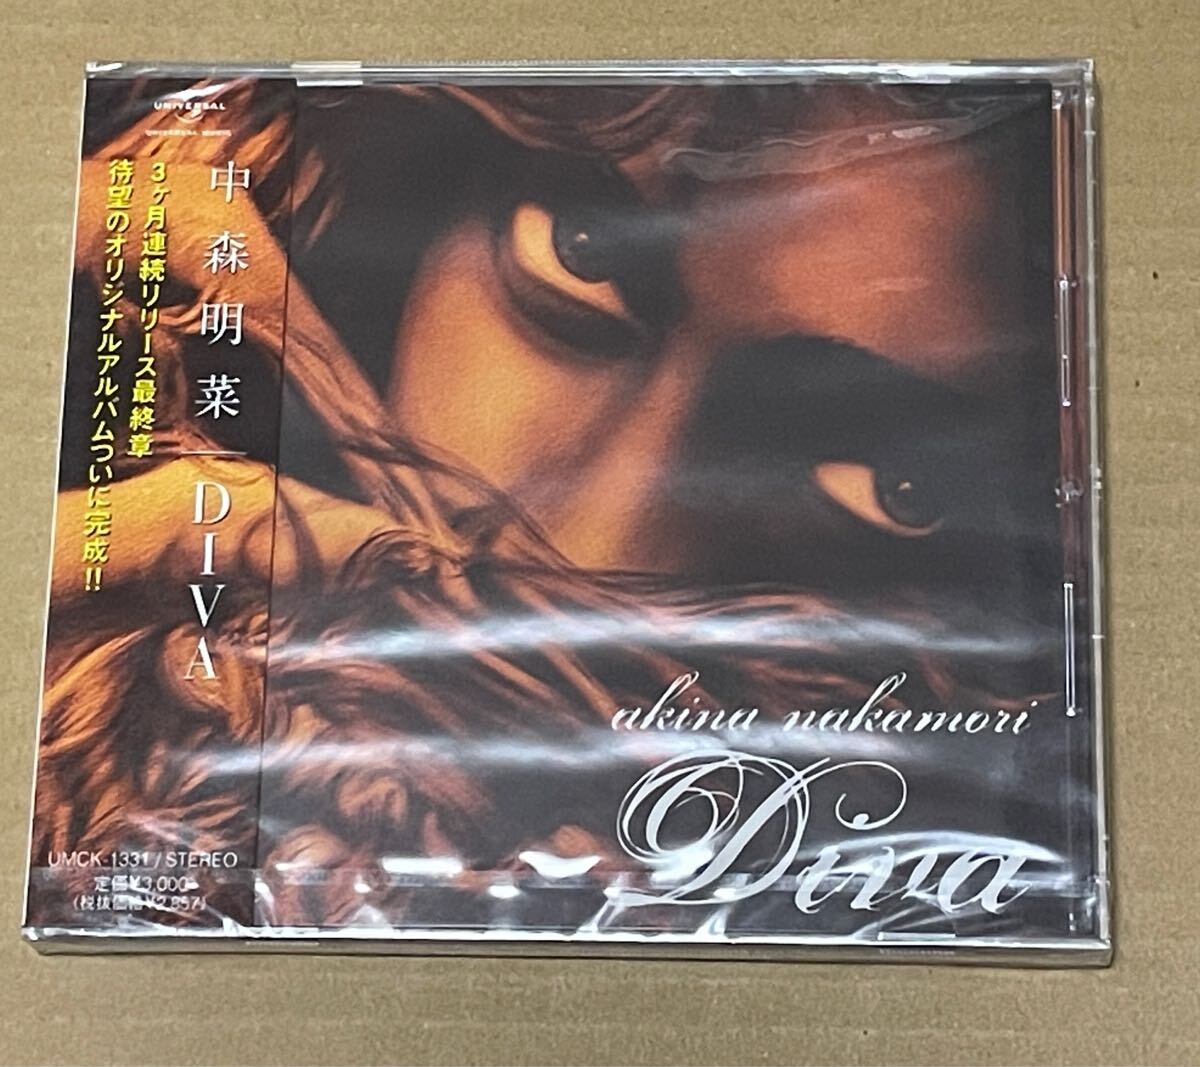 UNIVERSAL
UNIVERSAL MUSIC
中森明菜｜DIVA
3ヶ月連続リリース最終章
待望のオリジナルアルバムついに完成!!
UMCK-1331/STEREO
定価¥3,000
(税抜価格¥2,857)
akina nakamori
Diva